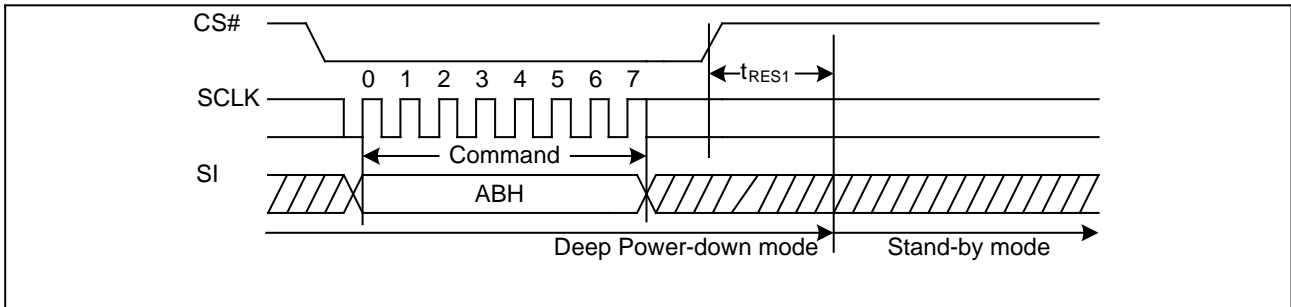 CS#
tRES1
0 1 2 3 4 5 6 7
SCLK
Command
SI
ABH
Deep Power-down mode Stand-by mode